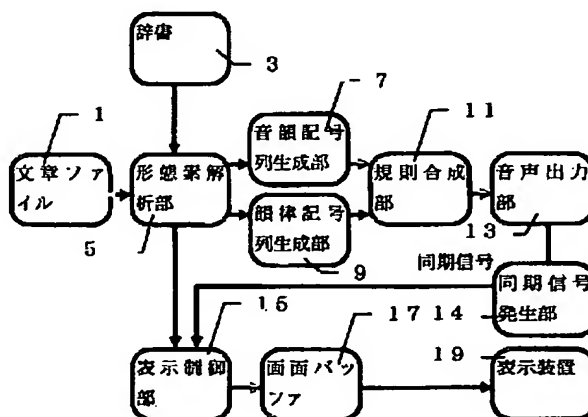 辞書
3
1
文章ファ
イル
形態素解
析部
5
- 7
音韻記号
列生成部
韻律記号
列生成部
9
11
規則合成
部
音声出力
部
13
同期信号
同期信号
発生部
14
15
表示制御
部
17
画面バッ
ファ
19
表示装置